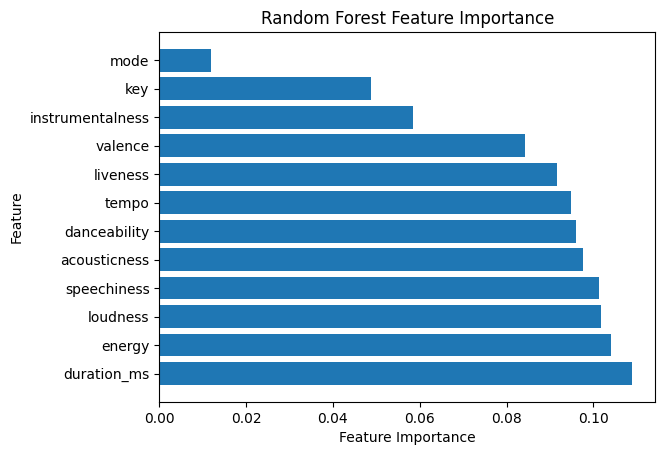 Random Forest Feature Importance
Feature
mode
key
instrumentalness
valence
liveness
tempo
danceability
acousticness
speechiness
loudness
energy
duration_ms
0.00 0.02 0.04 0.06 0.08 0.10
Feature Importance